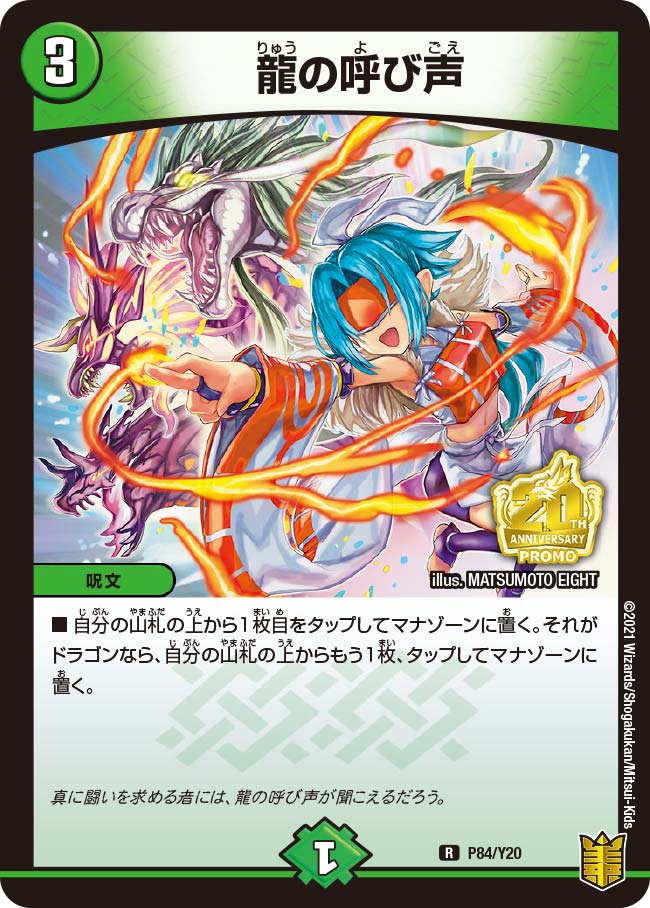 3
龍の呼び声
りゅう よ ごえ
20TH
ANNIVERSARY
PROMO
illus. MATSUMOTO EIGHT
呪文
■ 自分の山札の上から1枚目をタップしてマナゾーンに置く。それが
ドラゴンなら、自分の山札の上からもう1枚、タップしてマナゾーンに
置く。
真に闘いを求める者には、龍の呼び声が聞こえるだろう。
1
R P84/Y20
©2021 Wizards/Shogakukan/Mitsui-Kids